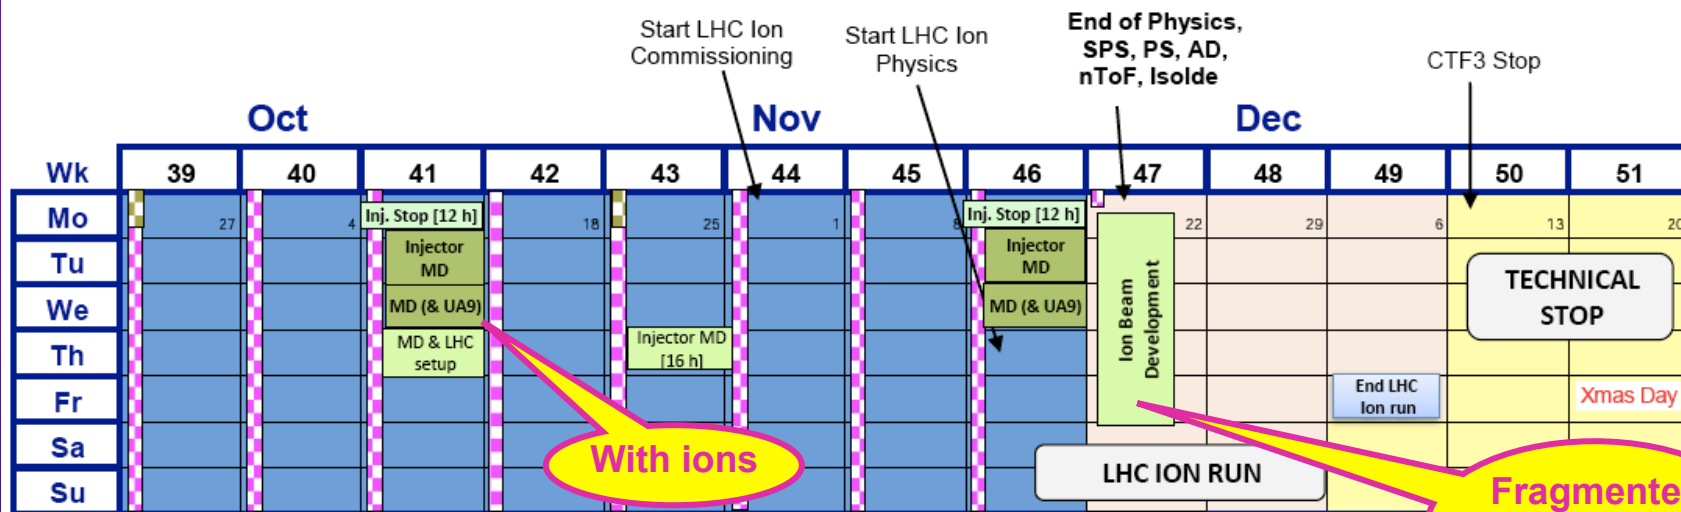 Start LHC Ion
Commissioning
Start LHC Ion
Physics
End of Physics,
SPS, PS, AD,
nToF, Isolde
CTF3 Stop
Oct
Nov
Dec
Wk 39 40 41 42 43 44 45 46 47 48 49 50 51
Mo 27 4 18 25 1 8 22 29 6 13 20
Inj. Stop [12 h]
Inj. Stop [12 h]
Tu
Injector
MD
Injector
MD
We
MD (& UA9)
MD (& UA9)
Th
MD & LHC
setup
Injector MD
[16 h]
Ion Beam
Development
TECHNICAL
STOP
Fr
End LHC
Ion run
Xmas Day
Sa
With ions
LHC ION RUN
Su